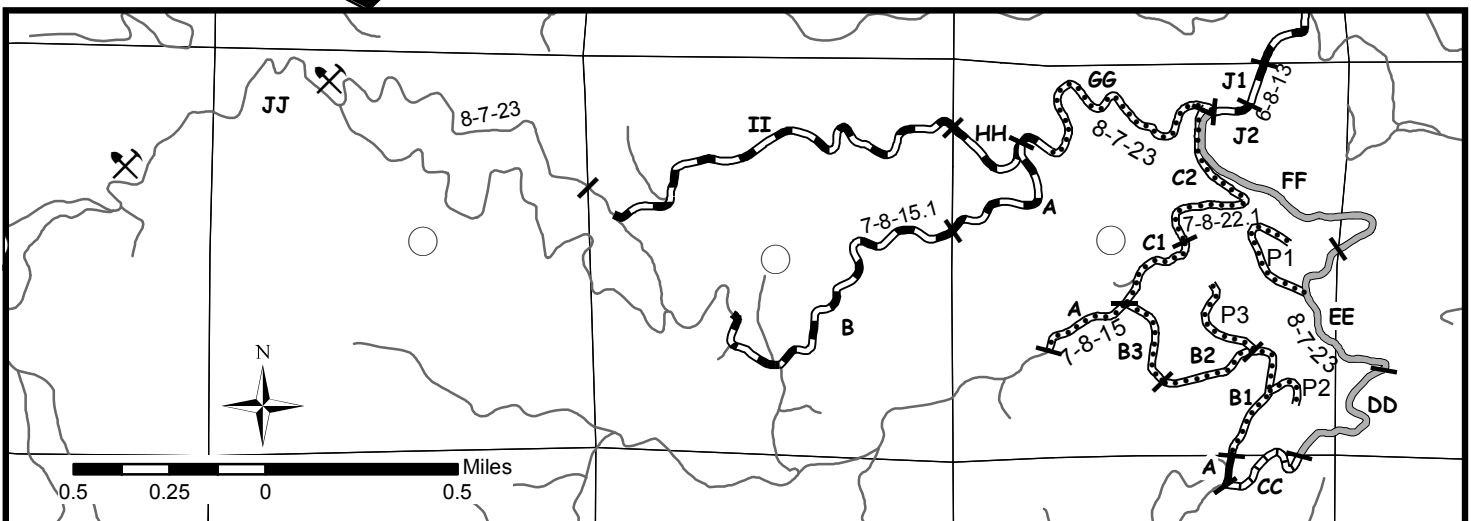 GG
J1
6-8-13
JJ
8-7-23
II
HH
8-7-23
J2
C2
FF
A
7-8-15.1
7-8-22.1
C1
P1
A
P3
EE
B
7-8-15
B3
B2
8-7-23
N
B1
P2
DD
Miles
A
CC
0.5
0.25
0
0.5